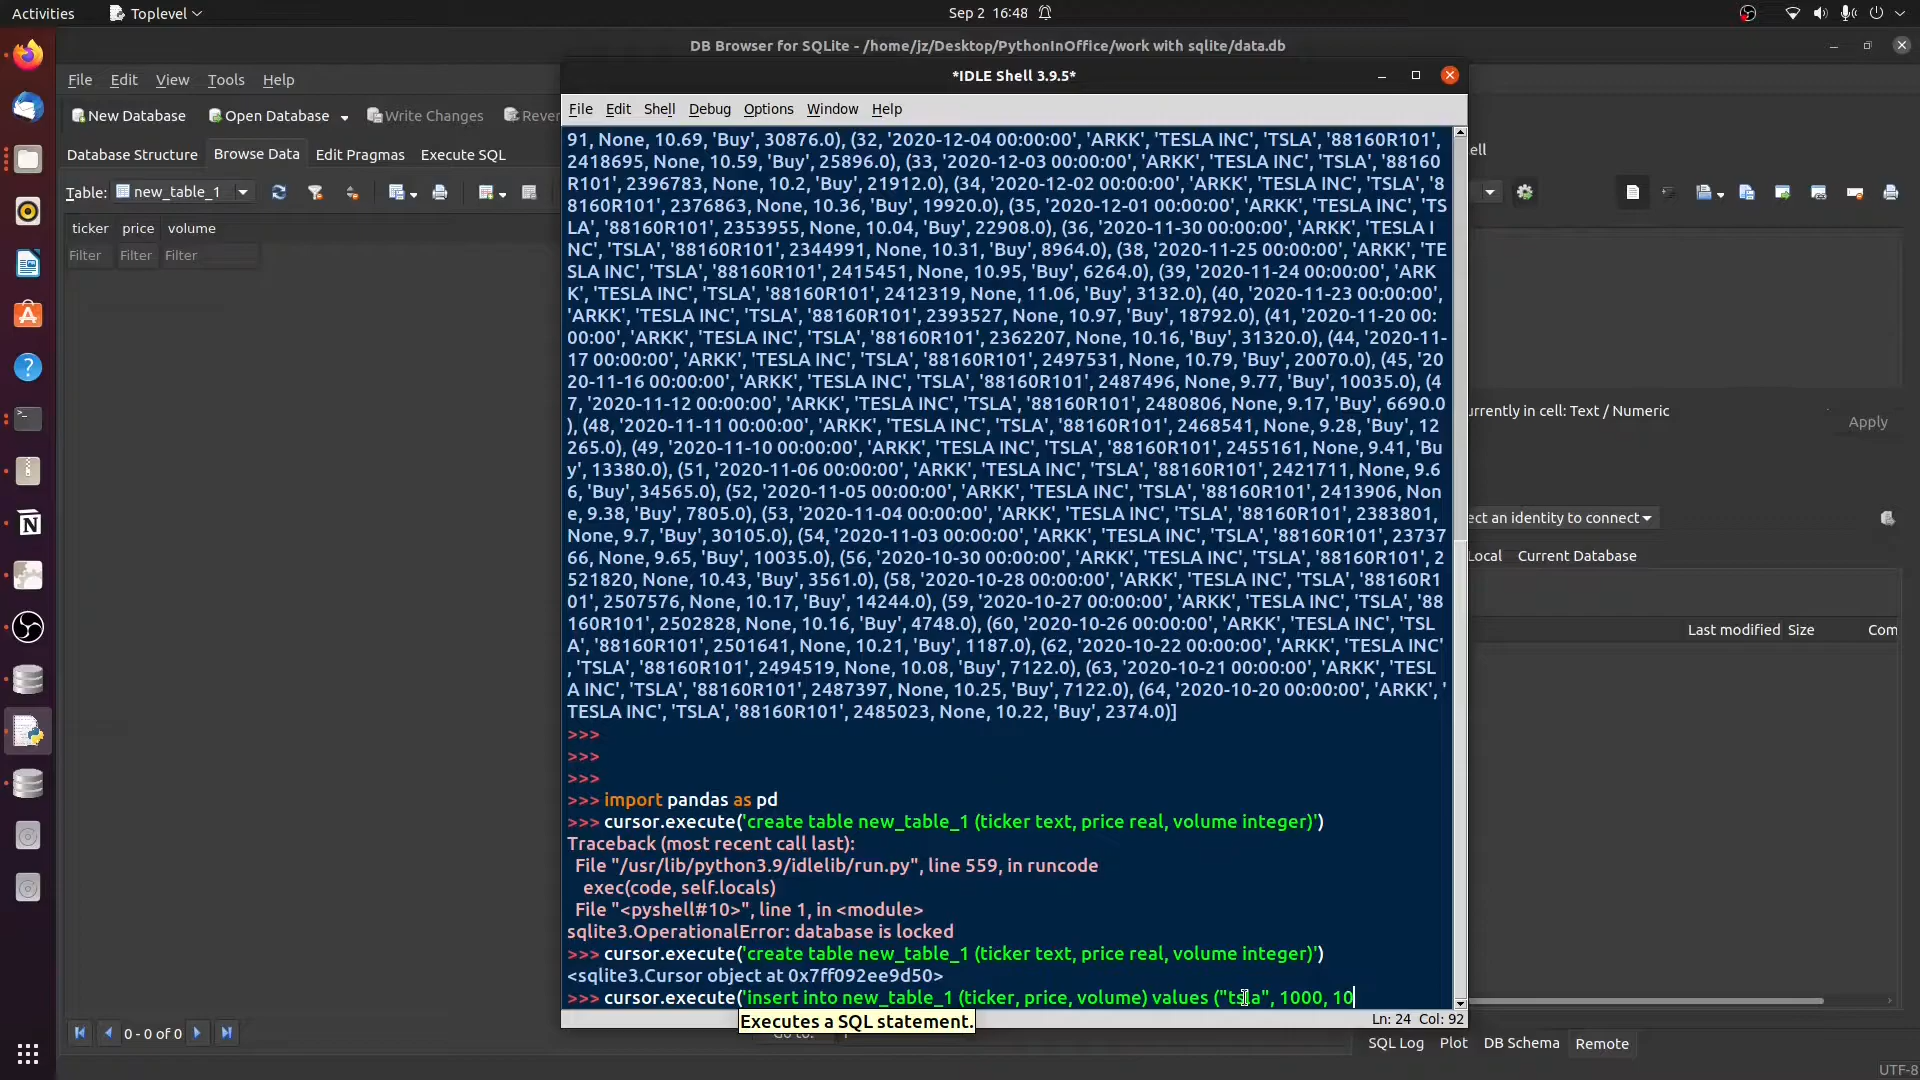 Activities
Toplevel
Sep 2 16:48
DB Browser for SQLite - /home/jz/Desktop/PythonInOffice/work with sqlite/data.db
File Edit View Tools Help
New Database
Open Database
Write Changes
Rever
Database Structure
Browse Data
Edit Pragmas
Execute SQL
Table:
new_table_1
ticker price volume
Filter Filter Filter
*IDLE Shell 3.9.5*
File Edit Shell Debug Options Window Help
91, None, 10.69, 'Buy', 30876.0), (32, '2020-12-04 00:00:00', 'ARKK', 'TESLA INC', 'TSLA', '88160R101',
2418695, None, 10.59, 'Buy', 25896.0), (33, '2020-12-03 00:00:00', 'ARKK', 'TESLA INC', 'TSLA', '88160
R101', 2396783, None, 10.2, 'Buy', 21912.0), (34, '2020-12-02 00:00:00', 'ARKK', 'TESLA INC', 'TSLA', '8
8160R101', 2376863, None, 10.36, 'Buy', 19920.0), (35, '2020-12-01 00:00:00', 'ARKK', 'TESLA INC', 'TS
LA', '88160R101', 2353955, None, 10.04, 'Buy', 22908.0), (36, '2020-11-30 00:00:00', 'ARKK', 'TESLA I
NC', 'TSLA', '88160R101', 2344991, None, 10.31, 'Buy', 8964.0), (38, '2020-11-25 00:00:00', 'ARKK', 'TE
SLA INC', 'TSLA', '88160R101', 2415451, None, 10.95, 'Buy', 6264.0), (39, '2020-11-24 00:00:00', 'ARK
K', 'TESLA INC', 'TSLA', '88160R101', 2412319, None, 11.06, 'Buy', 3132.0), (40, '2020-11-23 00:00:00',
'ARKK', 'TESLA INC', 'TSLA', '88160R101', 2393527, None, 10.97, 'Buy', 18792.0), (41, '2020-11-20 00:
00:00', 'ARKK', 'TESLA INC', 'TSLA', '88160R101', 2362207, None, 10.16, 'Buy', 31320.0), (44, '2020-11-
17 00:00:00', 'ARKK', 'TESLA INC', 'TSLA', '88160R101', 2497531, None, 10.79, 'Buy', 20070.0), (45, '20
20-11-16 00:00:00', 'ARKK', 'TESLA INC', 'TSLA', '88160R101', 2487496, None, 9.77, 'Buy', 10035.0), (4
7, '2020-11-12 00:00:00', 'ARKK', 'TESLA INC', 'TSLA', '88160R101', 2480806, None, 9.17, 'Buy', 6690.0
), (48, '2020-11-11 00:00:00', 'ARKK', 'TESLA INC', 'TSLA', '88160R101', 2468541, None, 9.28, 'Buy', 12
265.0), (49, '2020-11-10 00:00:00', 'ARKK', 'TESLA INC', 'TSLA', '88160R101', 2455161, None, 9.41, 'Bu
y', 13380.0), (51, '2020-11-06 00:00:00', 'ARKK', 'TESLA INC', 'TSLA', '88160R101', 2421711, None, 9.6
6, 'Buy', 34565.0), (52, '2020-11-05 00:00:00', 'ARKK', 'TESLA INC', 'TSLA', '88160R101', 2413906, Non
e, 9.38, 'Buy', 7805.0), (53, '2020-11-04 00:00:00', 'ARKK', 'TESLA INC', 'TSLA', '88160R101', 2383801,
None, 9.7, 'Buy', 30105.0), (54, '2020-11-03 00:00:00', 'ARKK', 'TESLA INC', 'TSLA', '88160R101', 23737
66, None, 9.65, 'Buy', 10035.0), (56, '2020-10-30 00:00:00', 'ARKK', 'TESLA INC', 'TSLA', '88160R101', 2
521820, None, 10.43, 'Buy', 3561.0), (58, '2020-10-28 00:00:00', 'ARKK', 'TESLA INC', 'TSLA', '88160R1
01', 2507576, None, 10.17, 'Buy', 14244.0), (59, '2020-10-27 00:00:00', 'ARKK', 'TESLA INC', 'TSLA', '88
160R101', 2502828, None, 10.16, 'Buy', 4748.0), (60, '2020-10-26 00:00:00', 'ARKK', 'TESLA INC', 'TSL
A', '88160R101', 2501641, None, 10.21, 'Buy', 1187.0), (62, '2020-10-22 00:00:00', 'ARKK', 'TESLA INC'
, 'TSLA', '88160R101', 2494519, None, 10.08, 'Buy', 7122.0), (63, '2020-10-21 00:00:00', 'ARKK', 'TESL
A INC', 'TSLA', '88160R101', 2487397, None, 10.25, 'Buy', 7122.0), (64, '2020-10-20 00:00:00', 'ARKK', '
TESLA INC', 'TSLA', '88160R101', 2485023, None, 10.22, 'Buy', 2374.0)]
>>>
>>>
>>>
>>> import pandas as pd
>>> cursor.execute('create table new_table_1 (ticker text, price real, volume integer)')
Traceback (most recent call last):
File "/usr/lib/python3.9/idlelib/run.py", line 559, in runcode
exec(code, self.locals)
File "<pyshell#10>", line 1, in <module>
sqlite3.OperationalError: database is locked
>>> cursor.execute('create table new_table_1 (ticker text, price real, volume integer)')
<sqlite3.Cursor object at 0x7ff092ee9d50>
>>> cursor.execute('insert into new_table_1 (ticker, price, volume) values ("tsla", 1000, 10
Executes a SQL statement.
Ln: 24 Col: 92
ell
urrently in cell: Text / Numeric
Apply
ect an identity to connect
Local
Current Database
Last modified Size Com
0 - 0 of 0
Go to:
SQL Log Plot DB Schema Remote
UTF-8